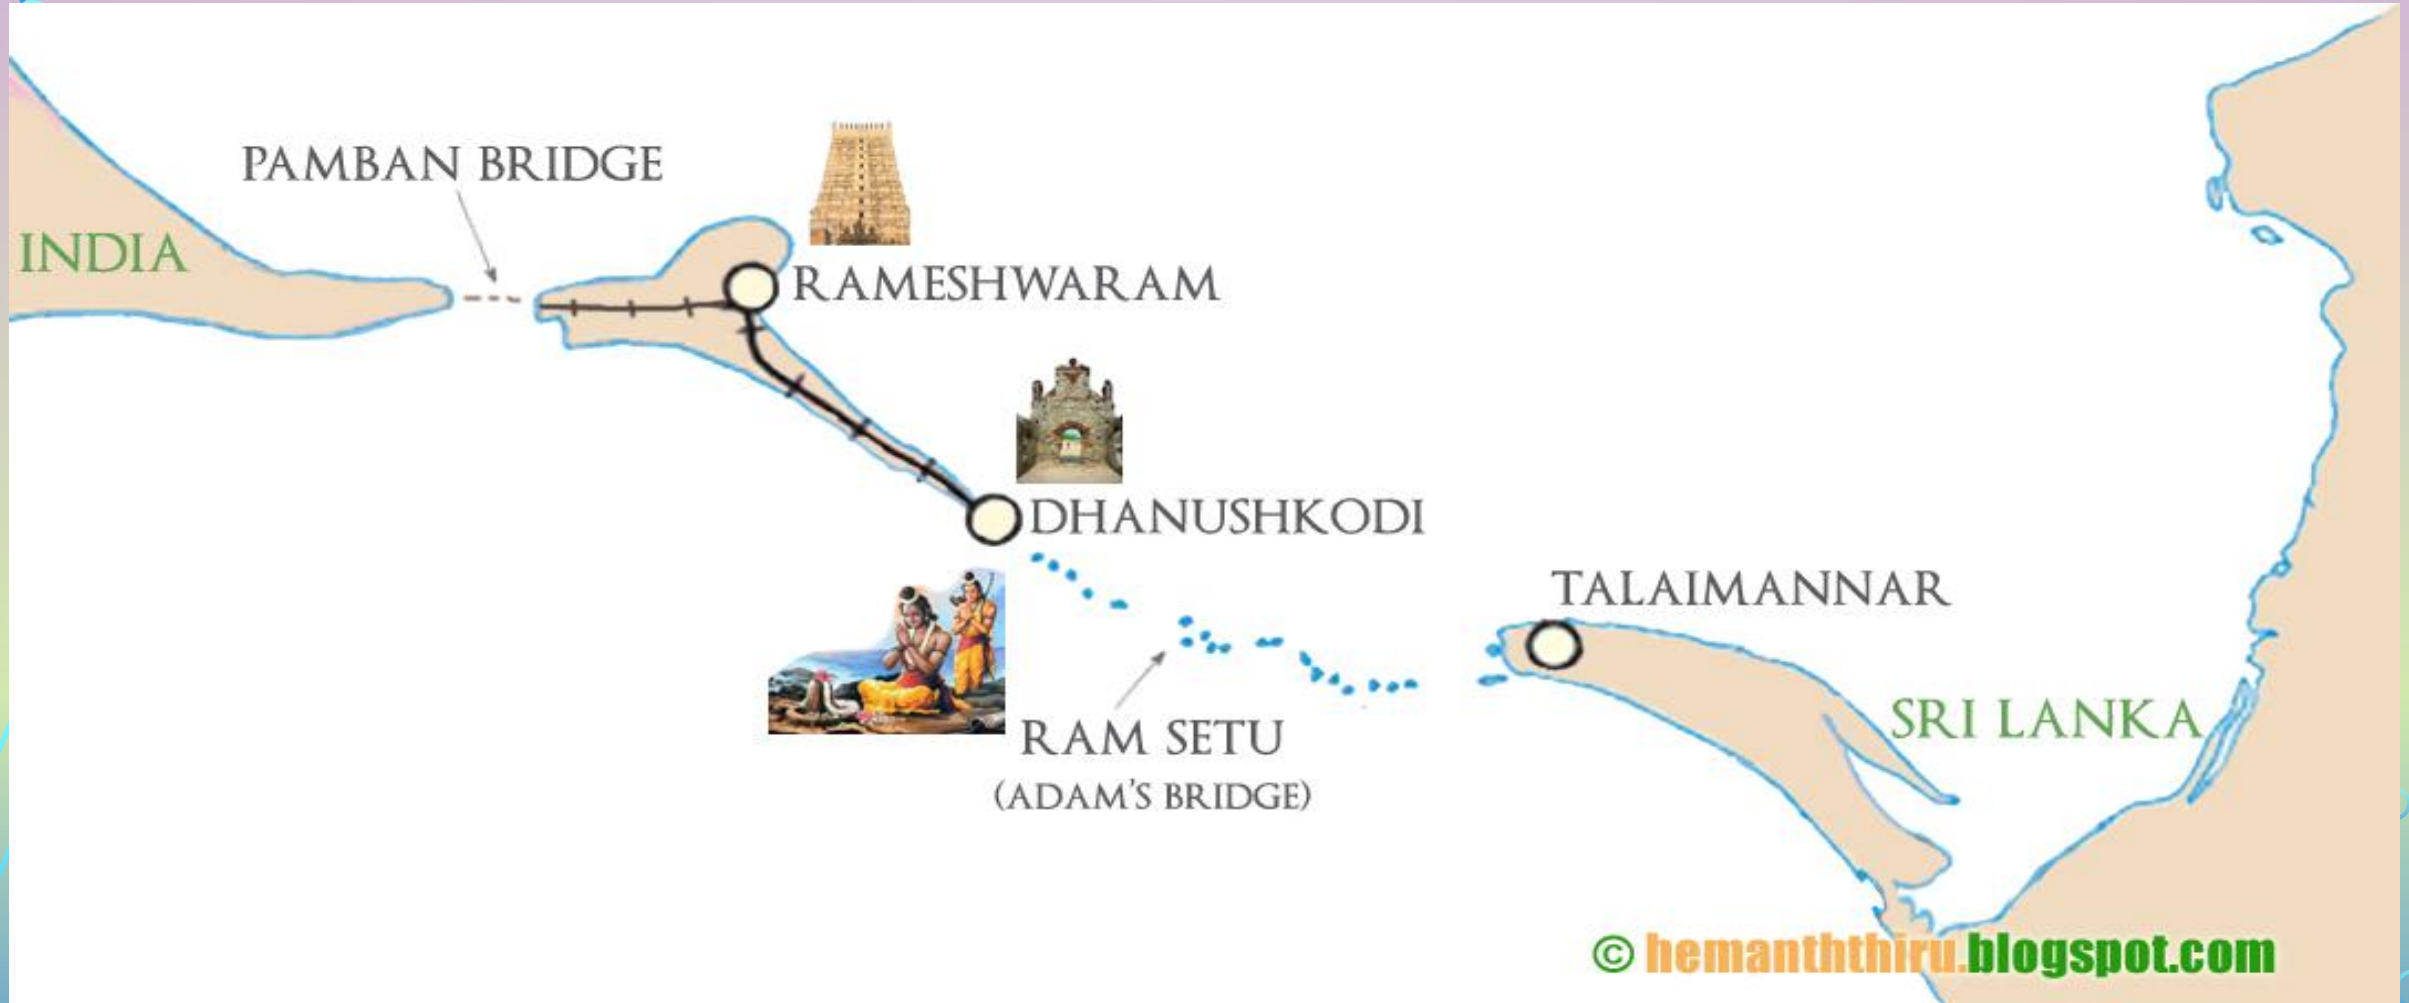 PAMBAN BRIDGE
INDIA
RAMESHWARAM
DHANUSHKODI
TALAIMANNAR
SRI LANKA
RAM SETU
(ADAM'S BRIDGE)
© hemanththiru.blogspot.com